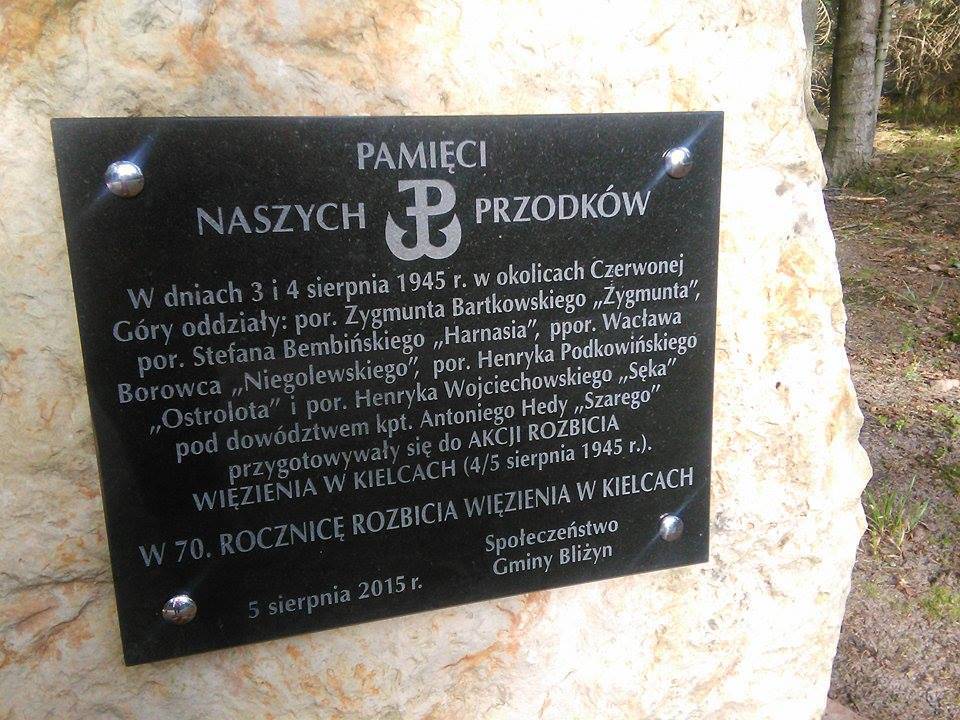 PAMIĘCI
NASZYCH PRZODKÓW
W dniach 3 i 4 sierpnia 1945 r. w okolicach Czerwonej
Góry oddziały: por. Zygmunta Bartkowskiego „Żygmunta”,
por. Stefana Bembińskiego „Harnasia”, ppor. Wacława
Borowca „Niegolewskiego”, por. Henryka Podkowińskiego
„Ostrolota” i por. Henryka Wojciechowskiego „Sęka”
pod dowództwem kpt. Antoniego Hedy „Szarego”
przygotowywały się do AKCJI ROZBICIA
WIĘZIENIA W KIELCACH (4/5 sierpnia 1945 r.).
W 70. ROCZNICĘ ROZBICIA WIĘZIENIA W KIELCACH
Społeczeństwo
Gminy Bliżyn
5 sierpnia 2015 r.